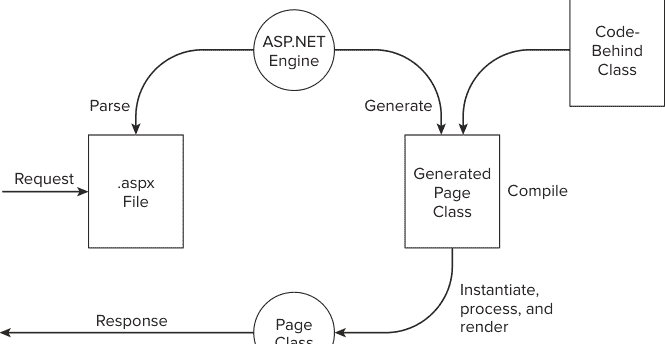 ASP.NET
Engine
Code-
Behind
Class
Parse
Generate
Request
.aspx
File
Generated
Page
Class
Compile
Instantiate,
process, and
render
Response
Page
Class